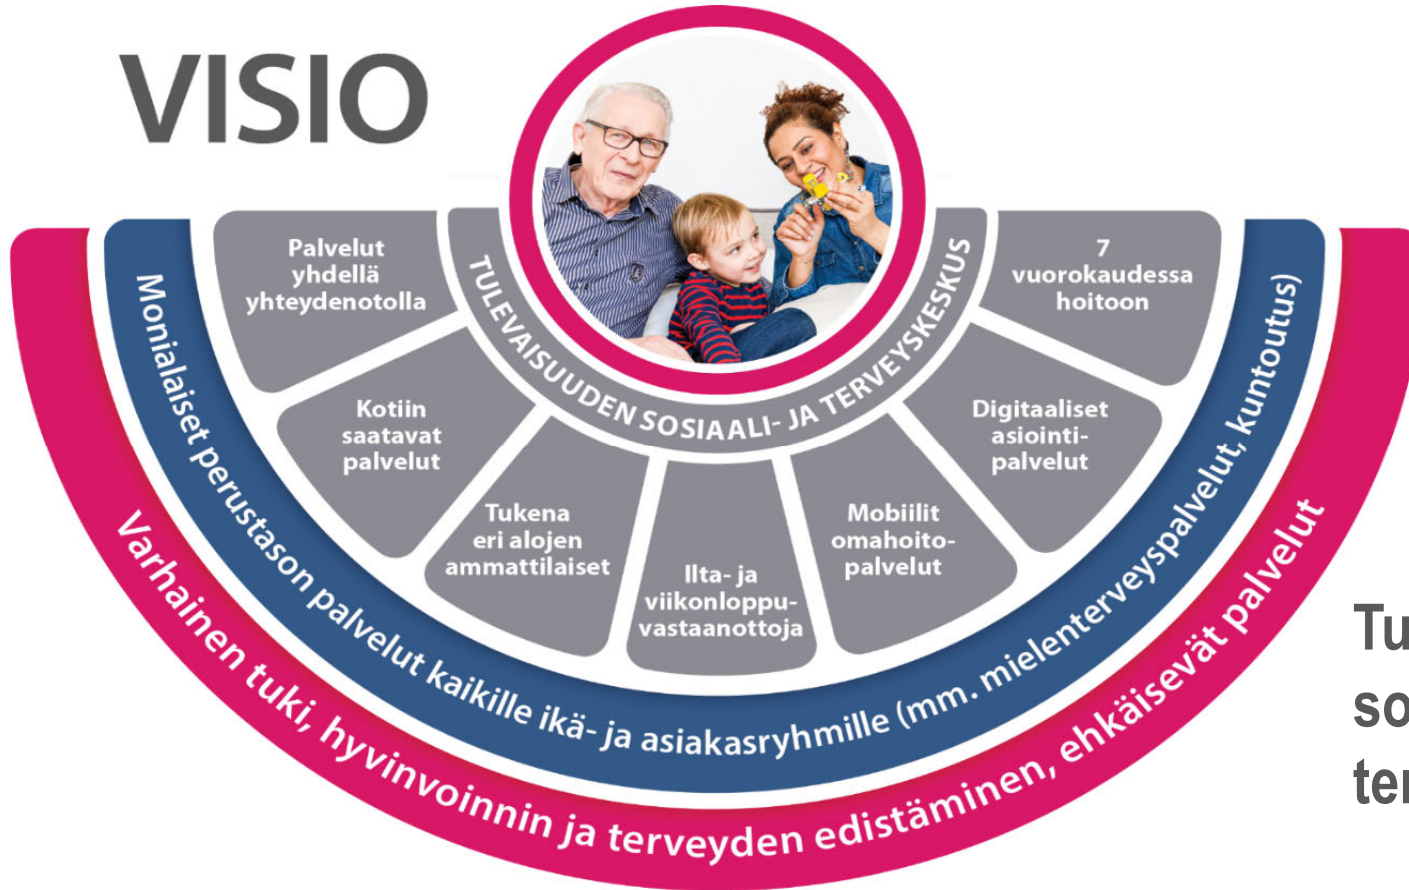 VISIO
TULEVAISUUDEN SOSIAALI- JA TERVEYSKESKUS
Palvelut
yhdellä
yhteydenotolla
Kotiin
saatavat
palvelut
Tukena
eri alojen
ammattilaiset
Ilta- ja
viikonloppu-
vastaanottoja
Mobiilit
omahoito-
palvelut
Digitaaliset
asiointi-
palvelut
7
vuorokaudessa
hoitoon
Monialaiset perustason palvelut kaikille ikä- ja asiakasryhmille (mm. mielenterveyspalvelut, kuntoutus)
Varhainen tuki, hyvinvoinnin ja terveyden edistäminen, ehkäisevät palvelut
Tu
so
ter